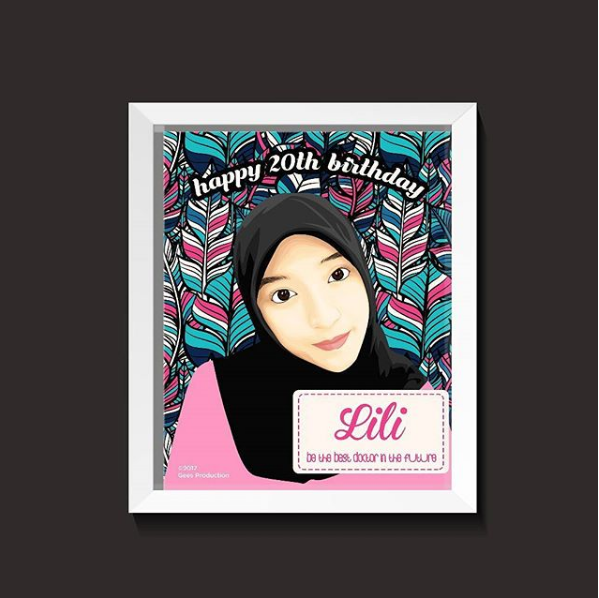 happy 20th birthday
Lili
be the best doctor in the future
©2017
Gees Production